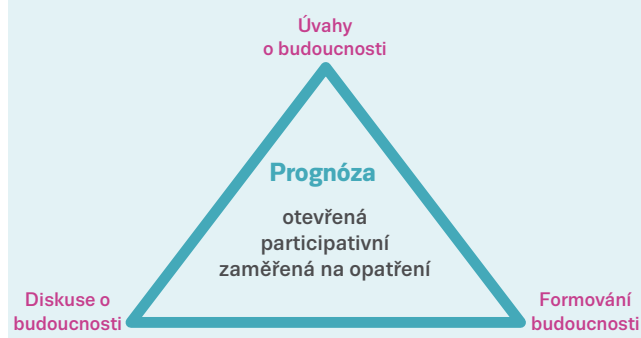 Úvahy
o budoucnosti
Prognóza
otevřená
participativní
zaměřená na opatření
Diskuse o
budoucnosti
Formování
budoucnosti